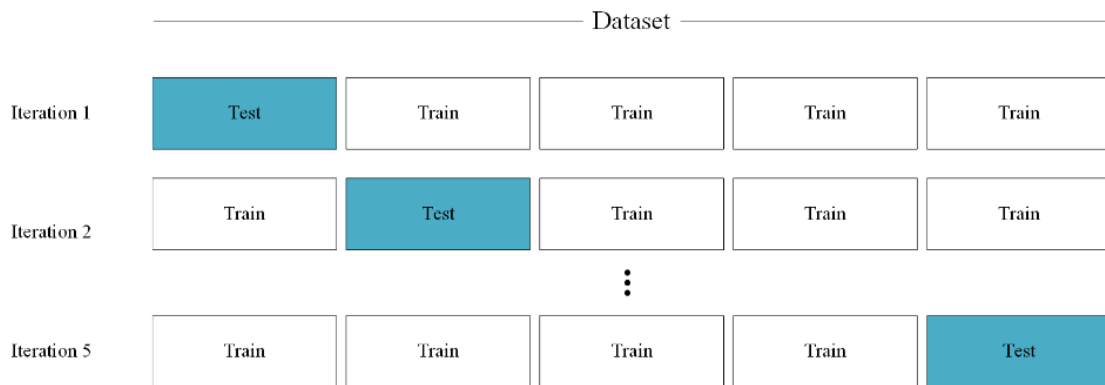 Dataset
Iteration 1 Test Train Train Train Train
Iteration 2 Train Test Train Train Train
Iteration 5 Train Train Train Train Test